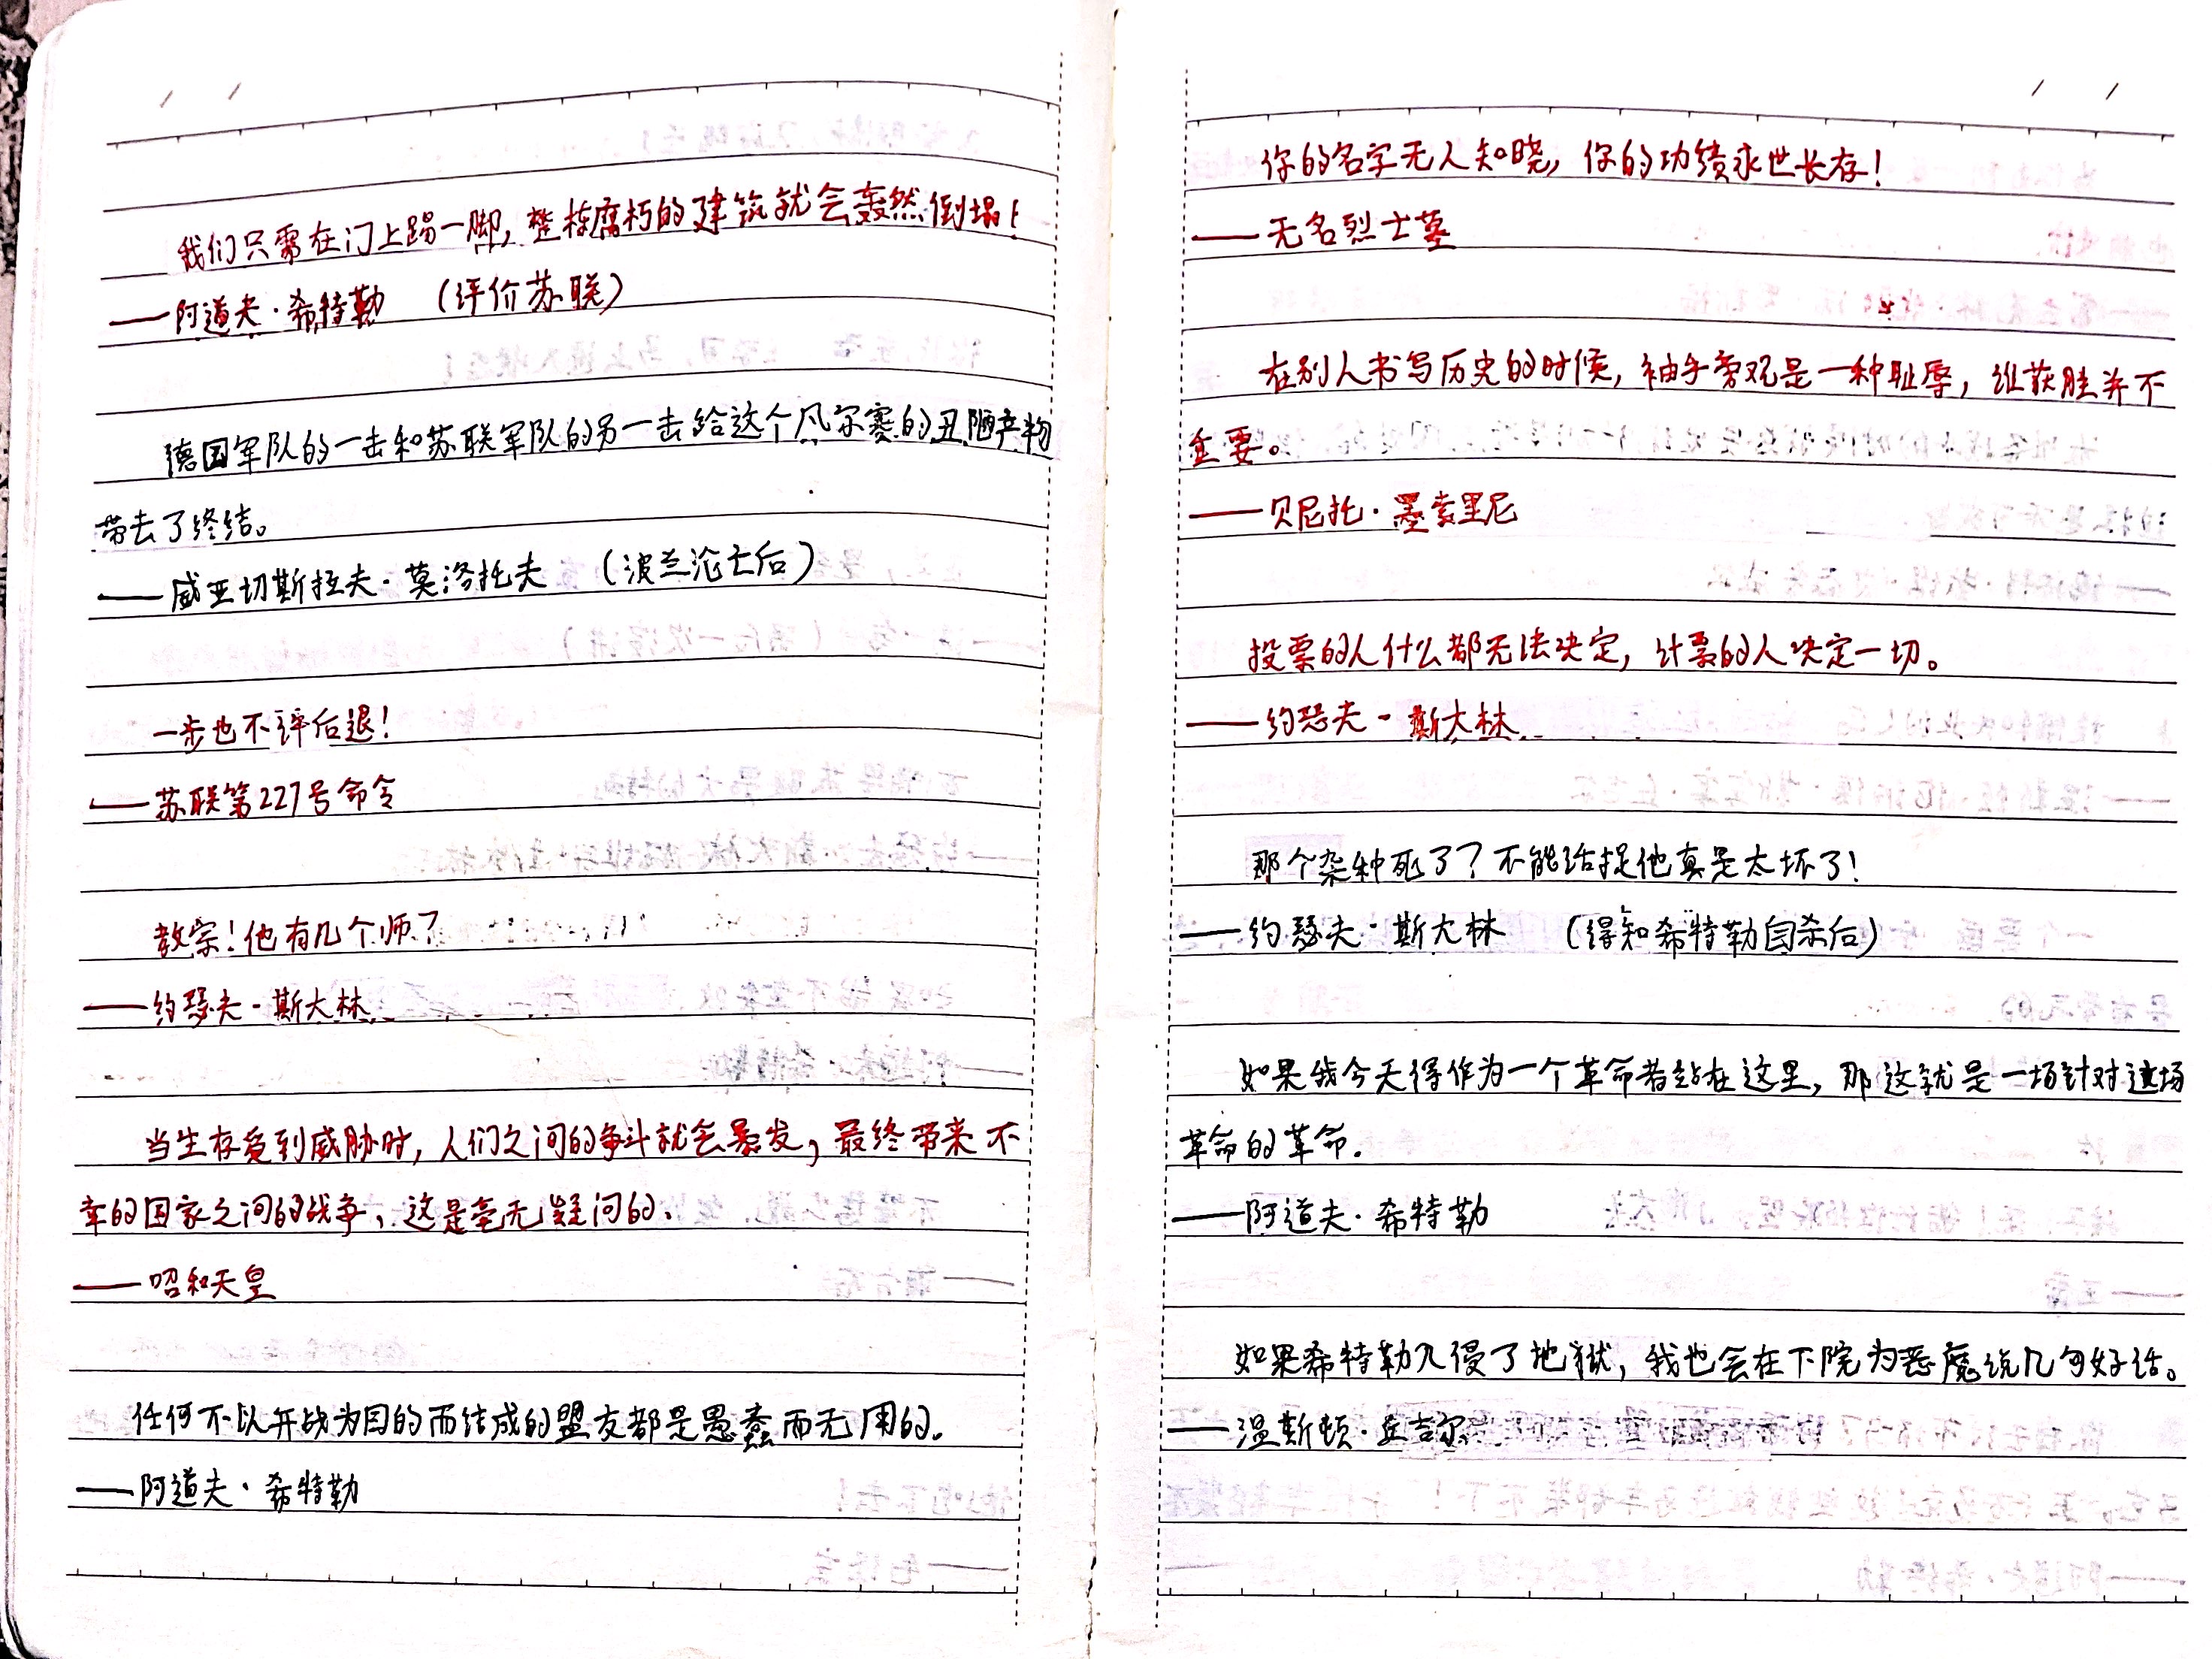 我们只需在门上踢一脚，整栋腐朽的建筑就会轰然倒塌！
——阿道夫·希特勒 （评价苏联）
德国军队的一击和苏联军队的另一击给这个凡尔赛的丑陋产物
带去了终结。
——威亚切斯拉夫·莫洛托夫 （波兰沦亡后）
一步也不许后退！
——苏联第227号命令
教宗！他有几个师？
——约瑟夫·斯大林
当生存受到威胁时，人们之间的争斗就会暴发，最终带来不
幸的国家之间的战争，这是毫无疑问的。
——昭和天皇
任何不以开战为目的而结成的盟友都是愚蠢而无用的。
——阿道夫·希特勒
你的名字无人知晓，你的功绩永世长存！
——无名烈士墓
在别人书写历史的时候，袖手旁观是一种耻辱，谁获胜并不
重要。
——贝尼托·墨索里尼
投票的人什么都无法决定，计票的人决定一切。
——约瑟夫·斯大林
那个杂种死了？不能活捉他真是太坏了！
——约瑟夫·斯大林 （得知希特勒自杀后）
如果我今天得作为一个革命者站在这里，那这就是一场针对这场
革命的革命.
——阿道夫·希特勒
如果希特勒入侵了地狱，我也会在下院为恶魔说几句好话。
——温斯顿·丘吉尔